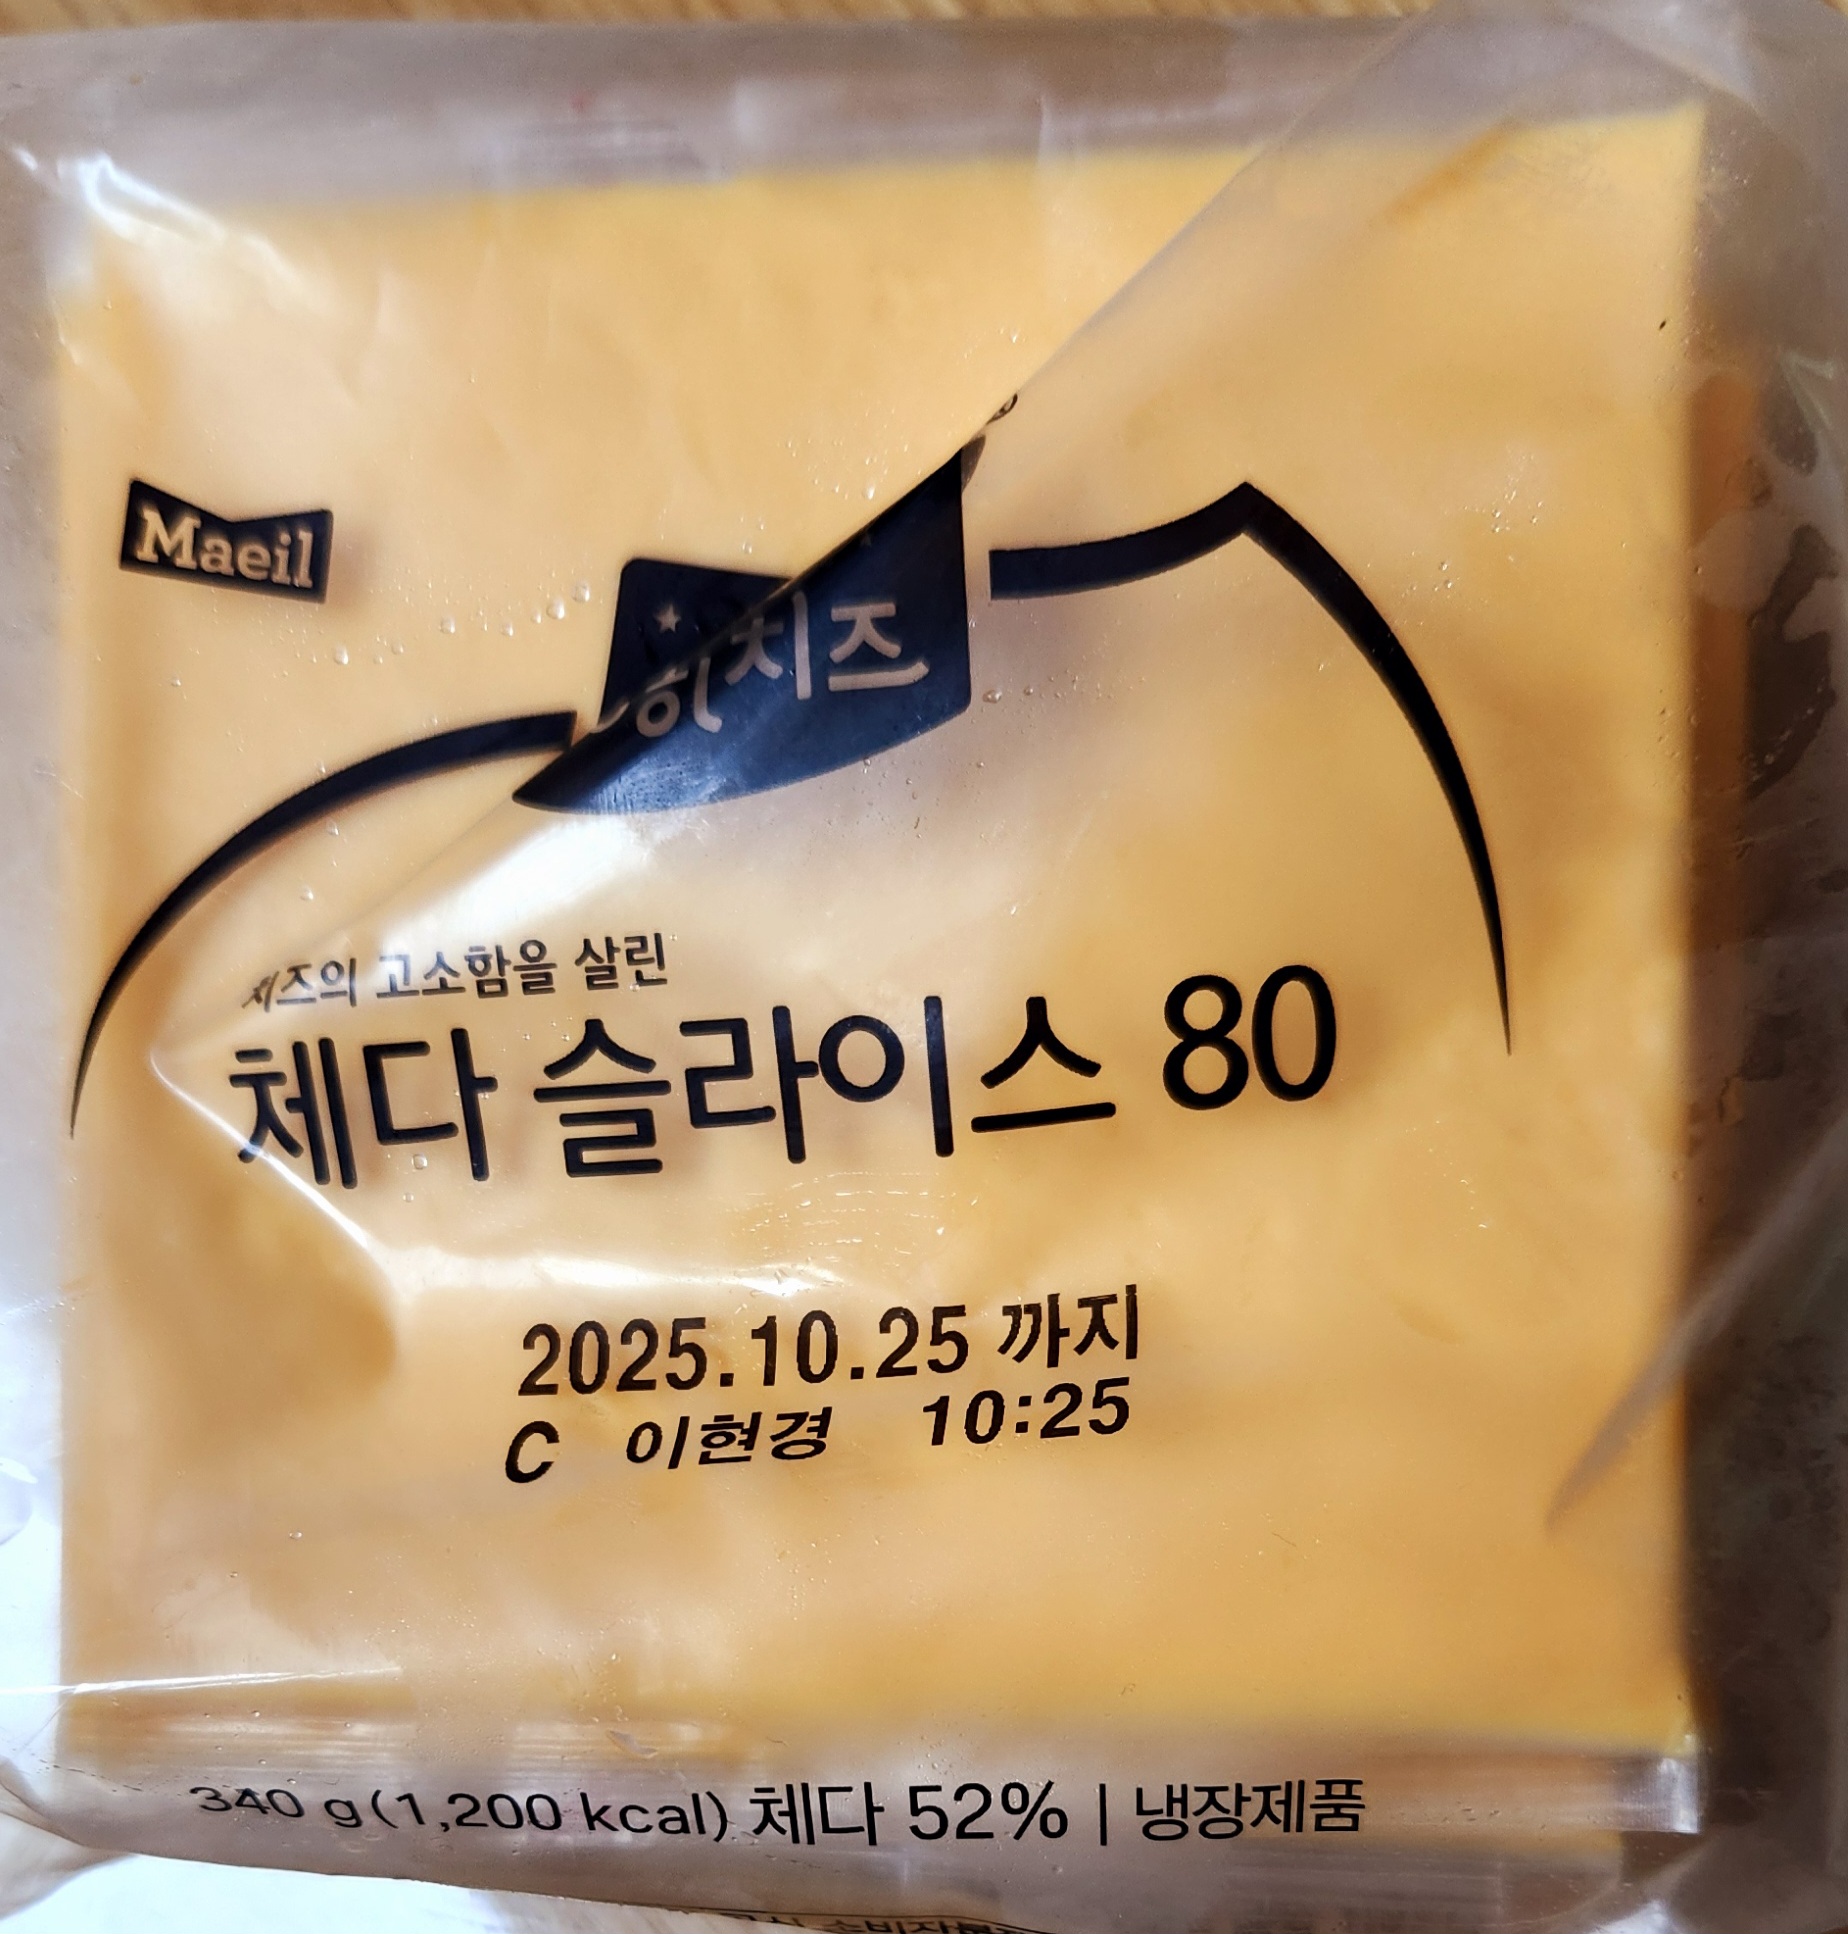 Maeil
치즈
치즈의 고소함을 살린
체다 슬라이스 80
2025.10.25 까지
C 이현경 10:25
340 g(1,200 kcal) 체다 52% | 냉장제품